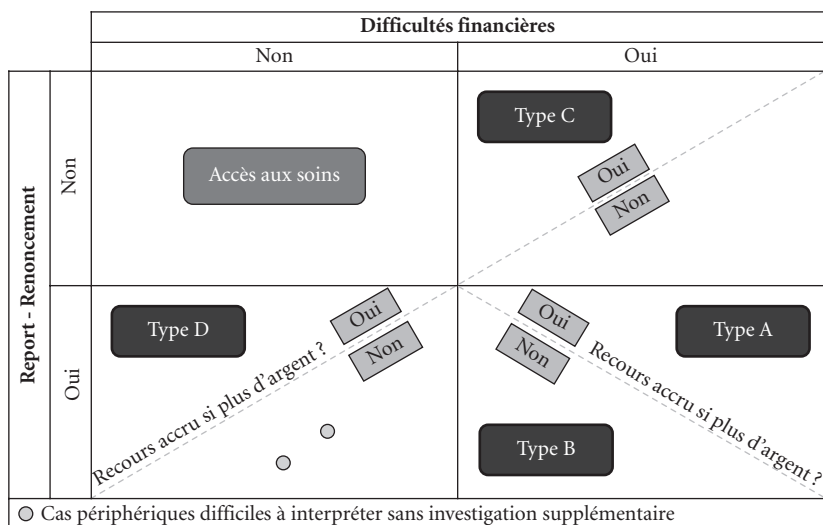 Difficultés financières
Non
Oui
Report - Renoncement
Non
Oui
Accès aux soins
Type C
Oui
Non
Type D
Oui
Non
Recours accru si plus d'argent ?
Oui
Non
Type A
Recours accru si plus d'argent ?
Type B
Cas périphériques difficiles à interpréter sans investigation supplémentaire